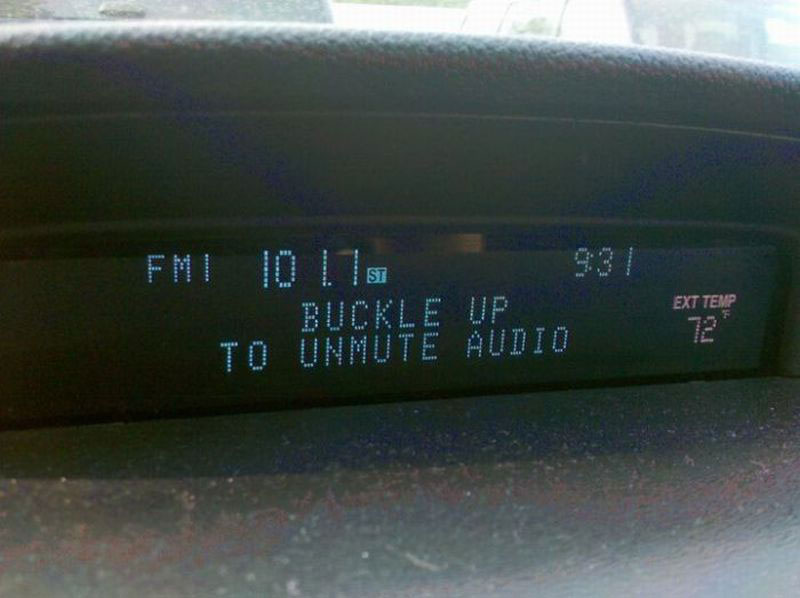 FM1 101.1 ST 9:31
BUCKLE UP
TO UNMUTE AUDIO
EXT TEMP
72 °F